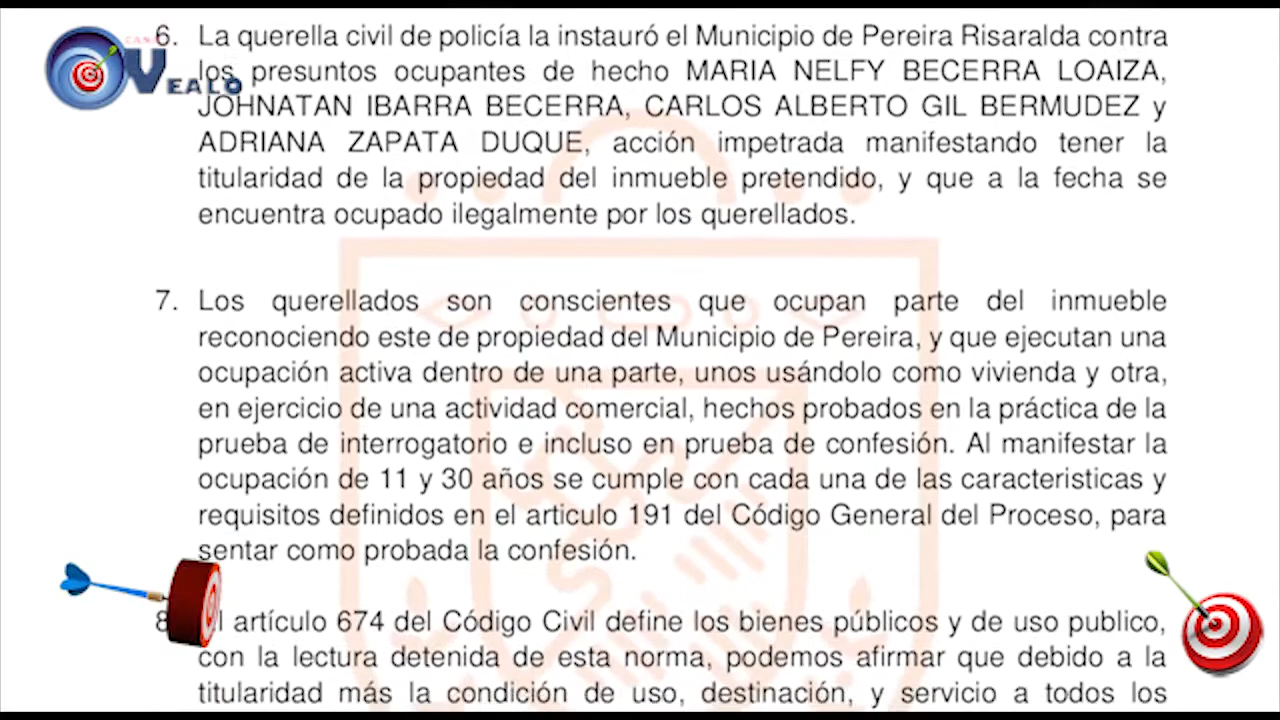 CANAL
VEALO
6. La querella civil de policía la instauró el Municipio de Pereira Risaralda contra
los presuntos ocupantes de hecho MARIA NELFY BECERRA LOAIZA,
JOHNATAN IBARRA BECERRA, CARLOS ALBERTO GIL BERMUDEZ y
ADRIANA ZAPATA DUQUE, acción impetrada manifestando tener la
titularidad de la propiedad del inmueble pretendido, y que a la fecha se
encuentra ocupado ilegalmente por los querellados.
7. Los querellados son conscientes que ocupan parte del inmueble
reconociendo este de propiedad del Municipio de Pereira, y que ejecutan una
ocupación activa dentro de una parte, unos usándolo como vivienda y otra,
en ejercicio de una actividad comercial, hechos probados en la práctica de la
prueba de interrogatorio e incluso en prueba de confesión. Al manifestar la
ocupación de 11 y 30 años se cumple con cada una de las caracteristicas y
requisitos definidos en el articulo 191 del Código General del Proceso, para
sentar como probada la confesión.
8 l artículo 674 del Código Civil define los bienes públicos y de uso publico,
con la lectura detenida de esta norma, podemos afirmar que debido a la
titularidad más la condición de uso, destinación, y servicio a todos los